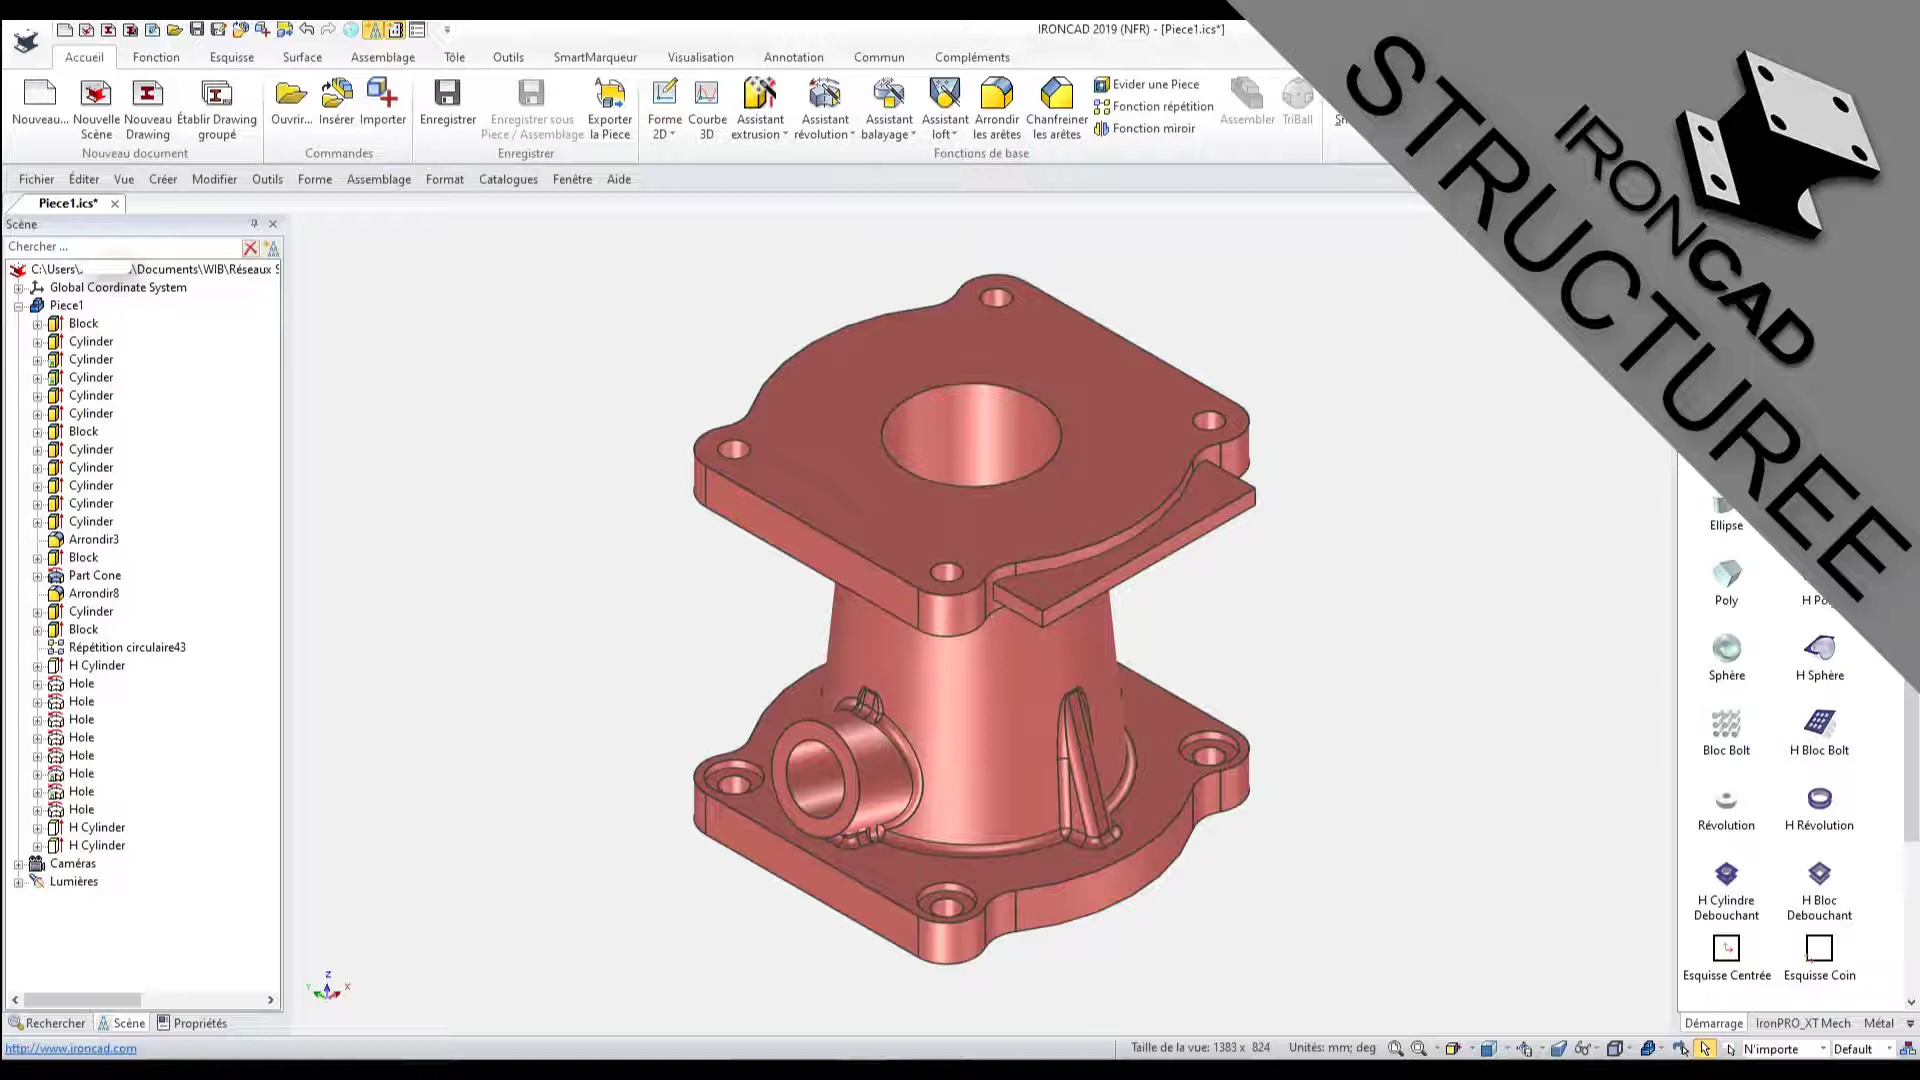 IRONCAD 2019 (NFR) - [Piece1.ics*]
Accueil Fonction Esquisse Surface Assemblage Tôle Outils SmartMarqueur Visualisation Annotation Commun Compléments
Nouveau... Nouvelle Scène Nouveau Drawing Établir Drawing groupé
Nouveau document
Ouvrir... Insérer Importer
Commandes
Enregistrer Enregistrer sous Piece / Assemblage Exporter la Piece
Enregistrer
Forme 2D Courbe 3D Assistant extrusion Assistant révolution Assistant balayage Assistant loft Arrondir les arêtes Chanfreiner les arêtes
Evider une Piece
Fonction répétition
Fonction miroir
Fonctions de base
Assembler TriBall
Fichier Éditer Vue Créer Modifier Outils Forme Assemblage Format Catalogues Fenêtre Aide
Piece1.ics*
Scène
Chercher ...
C:\Users\. \Documents\WIB\Réseaux S
Global Coordinate System
Piece1
Block
Cylinder
Cylinder
Cylinder
Cylinder
Cylinder
Block
Cylinder
Cylinder
Cylinder
Cylinder
Cylinder
Arrondi3
Block
Part Cone
Arrondi8
Cylinder
Block
Répétition circulaire43
H Cylinder
Hole
Hole
Hole
Hole
Hole
Hole
Hole
Hole
H Cylinder
H Cylinder
Caméras
Lumières
Rechercher Scène Propriétés
http://www.ironcad.com
Z
Y X
IRONCAD
STRUCTUREE
Ellipse
Poly H Po
Sphère H Sphère
Bloc Bolt H Bloc Bolt
Révolution H Révolution
H Cylindre Debouchant H Bloc Debouchant
Esquisse Centrée Esquisse Coin
Démarrage IronPRO_XT Mech Métal
Taille de la vue: 1383 x 824 Unités: mm; deg N'importe Default